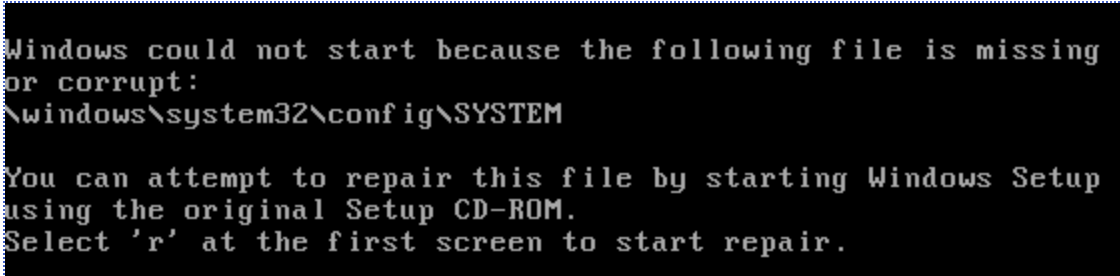 Windows could not start because the following file is missing
or corrupt:
\windows\system32\config\SYSTEM
You can attempt to repair this file by starting Windows Setup
using the original Setup CD-ROM.
Select 'r' at the first screen to start repair.